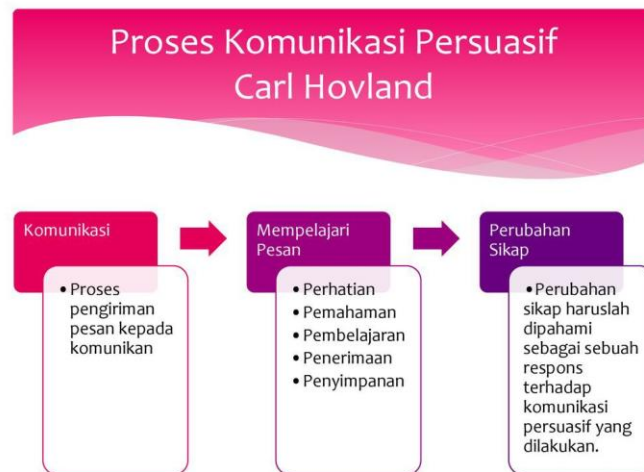 Proses Komunikasi Persuasif
Carl Hovland
Komunikasi
• Proses
pengiriman
pesan kepada
komunikan
Mempelajari
Pesan
• Perhatian
• Pemahaman
• Pembelajaran
• Penerimaan
• Penyimpanan
Perubahan
Sikap
• Perubahan
sikap haruslah
dipahami
sebagai sebuah
respons
terhadap
komunikasi
persuasif yang
dilakukan.